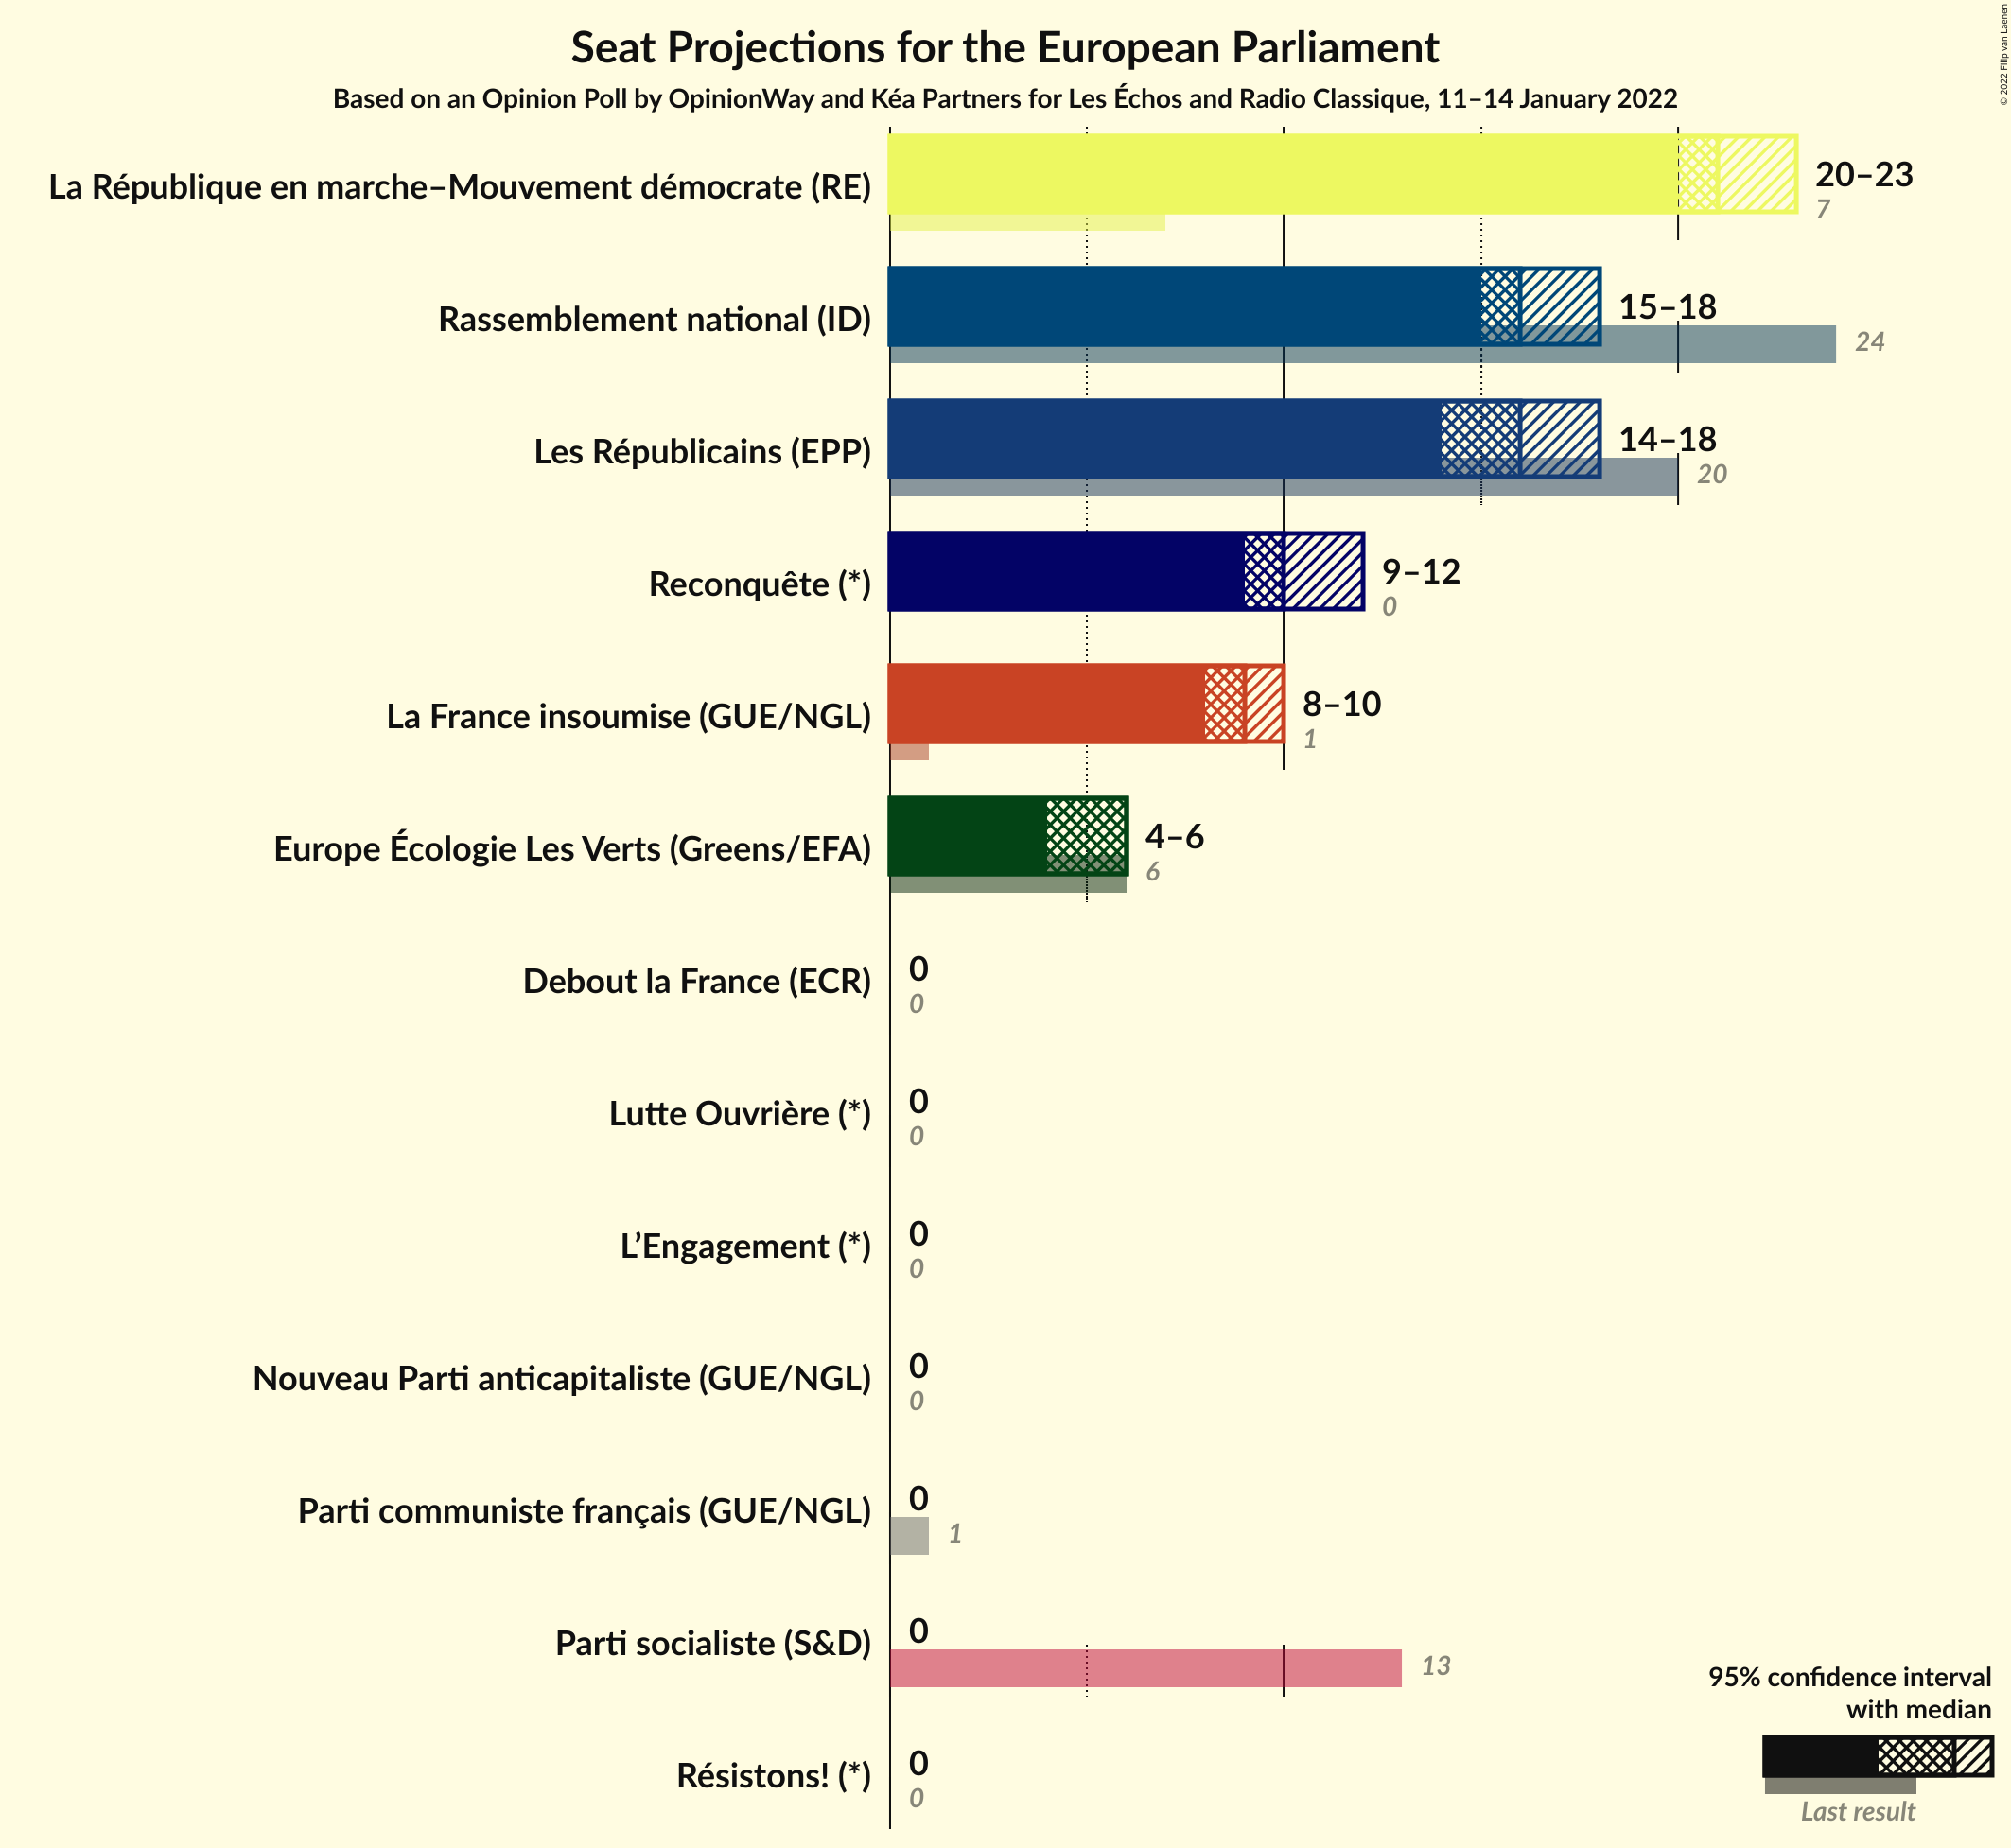 © 2022 Filip van Laenen
Seat Projections for the European Parliament
Based on an Opinion Poll by OpinionWay and Kéa Partners for Les Échos and Radio Classique, 11–14 January 2022
La République en marche–Mouvement démocrate (RE)
20–23
7
Rassemblement national (ID)
15–18
24
Les Républicains (EPP)
14–18
20
Reconquête (*)
9–12
0
La France insoumise (GUE/NGL)
8–10
1
Europe Écologie Les Verts (Greens/EFA)
4–6
6
Debout la France (ECR)
0
0
Lutte Ouvrière (*)
0
0
L’Engagement (*)
0
0
Nouveau Parti anticapitaliste (GUE/NGL)
0
0
Parti communiste français (GUE/NGL)
0
1
Parti socialiste (S&D)
0
13
Résistons! (*)
0
0
95% confidence interval
with median
Last result